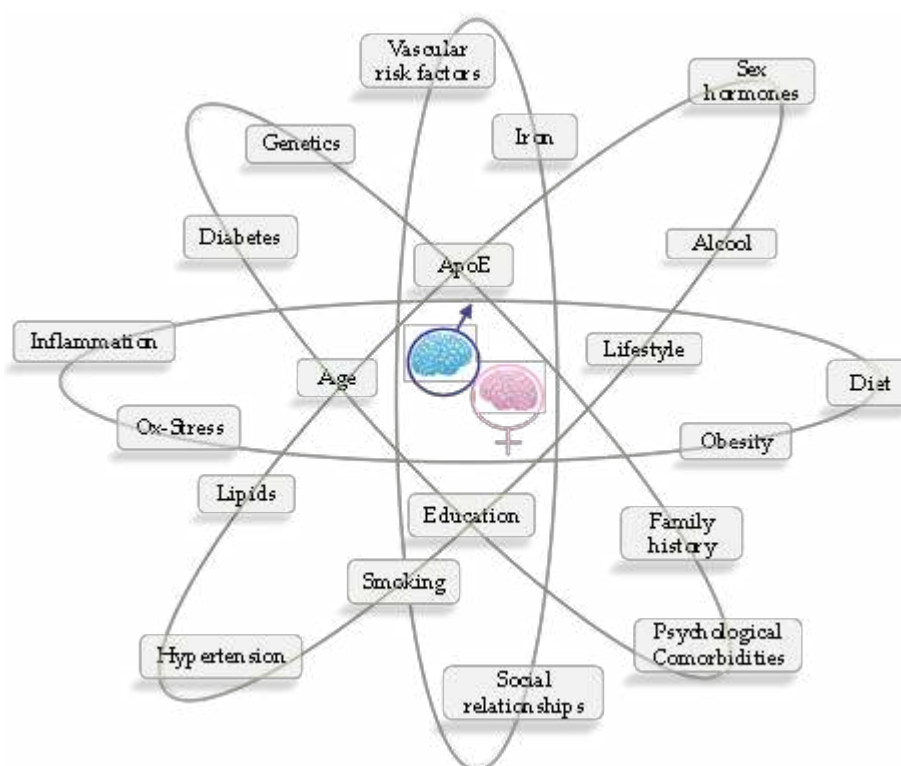 Vascular
risk factors
Sex
hormones
Genetics
Iron
Diabetes
Alcool
ApoE
Inflammation
Lifestyle
Age
Diet
Ox-Stress
Obesity
Lipids
Education
Family
history
Smoking
Hypertension
Psychological
Comorbidities
Social
relationships